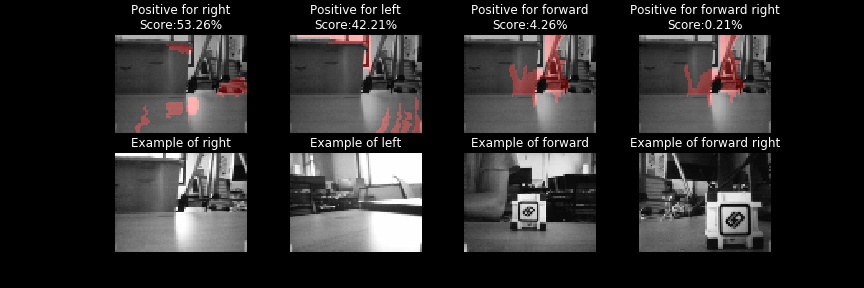 Positive for right
Score:53.26%
Positive for left
Score:42.21%
Positive for forward
Score:4.26%
Positive for forward right
Score:0.21%
Example of right
Example of left
Example of forward
Example of forward right